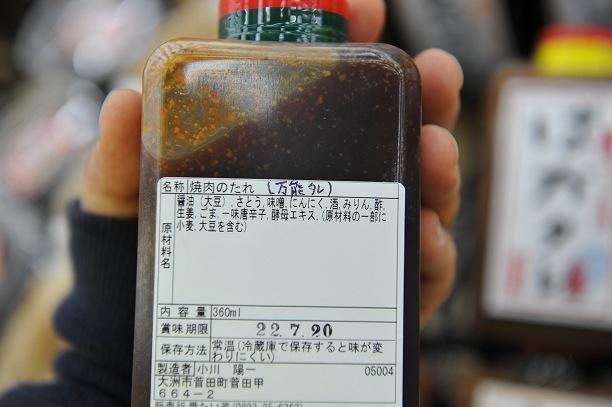 名称 焼肉のたれ (万能タレ)
原材料名
醤油(大豆),さとう,味噌,にんにく,酒,みりん,酢,
生姜,ごま,一味唐辛子,酵母エキス,(原材料の一部に
小麦,大豆を含む)
内容量 360ml
賞味期限 22.7.20
保存方法 常温(冷蔵庫で保存すると味が変
わりにくい)
製造者 小川 陽一 05004
大洲市菅田町菅田甲
664-2